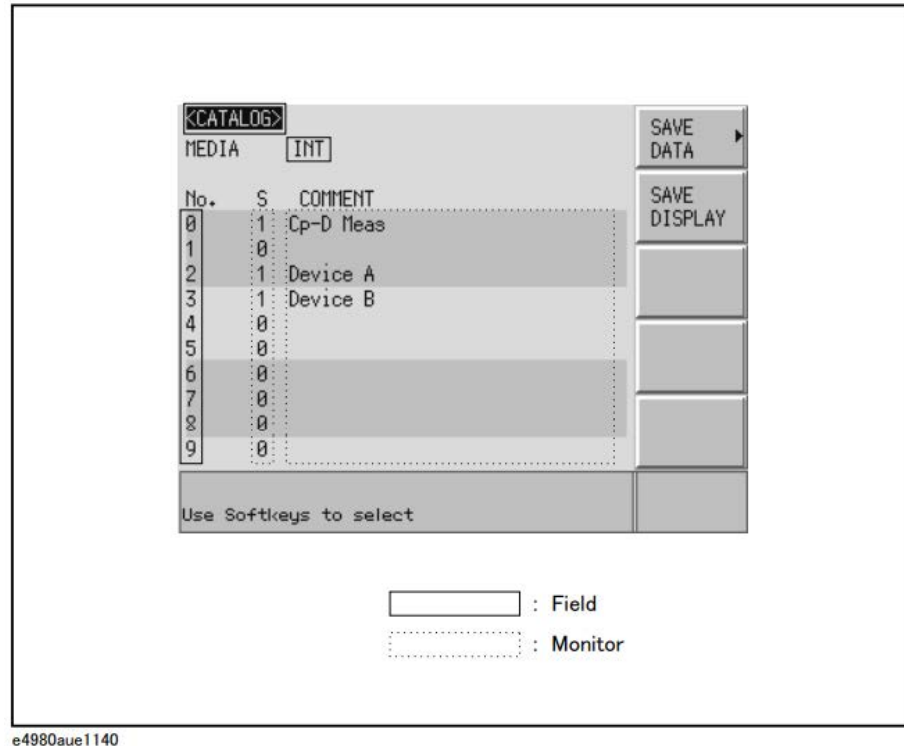 <CATALOG>
MEDIA INT
No. S COMMENT
0 1 Cp-D Meas
1 0
2 1 Device A
3 1 Device B
4 0
5 0
6 0
7 0
8 0
9 0
Use Softkeys to select
SAVE
DATA
SAVE
DISPLAY
: Field
: Monitor
e4980aue1140